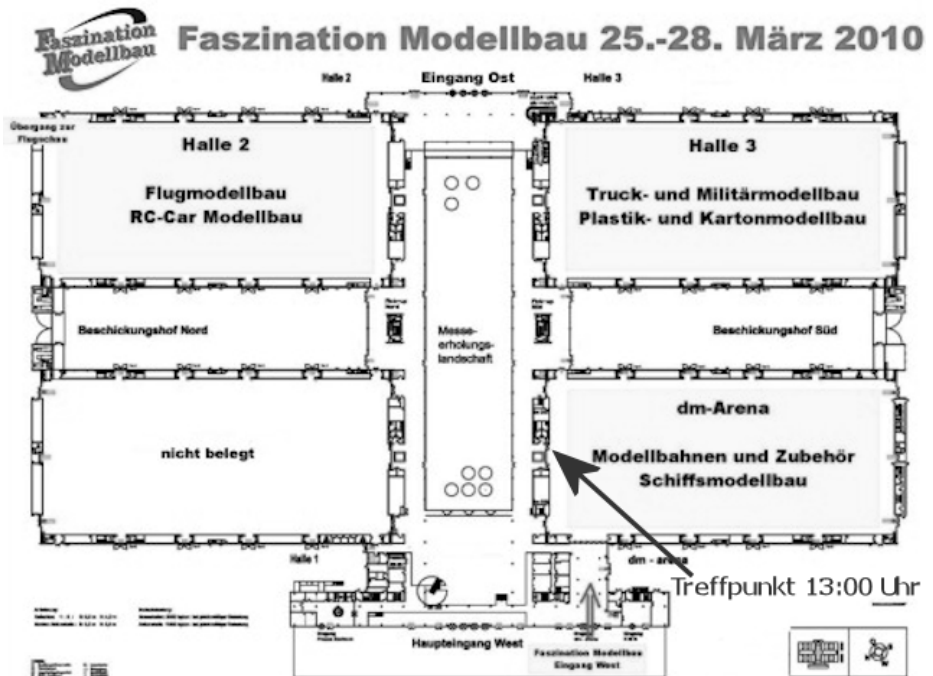 Faszination
Modellbau
Faszination Modellbau 25.-28. März 2010
Halle 2
Eingang Ost
Halle 3
Übergang zur
Flugschau
Halle 2
Flugmodellbau
RC-Car Modellbau
Halle 3
Truck- und Militärmodellbau
Plastik- und Kartonmodellbau
Beschickungshof Nord
Messe-
erholungs-
landschaft
Beschickungshof Süd
nicht belegt
dm-Arena
Modellbahnen und Zubehör
Schiffsmodellbau
Halle 1
dm - arena
Treffpunkt 13:00 Uhr
Haupteingang West
Faszination Modellbau
Eingang West